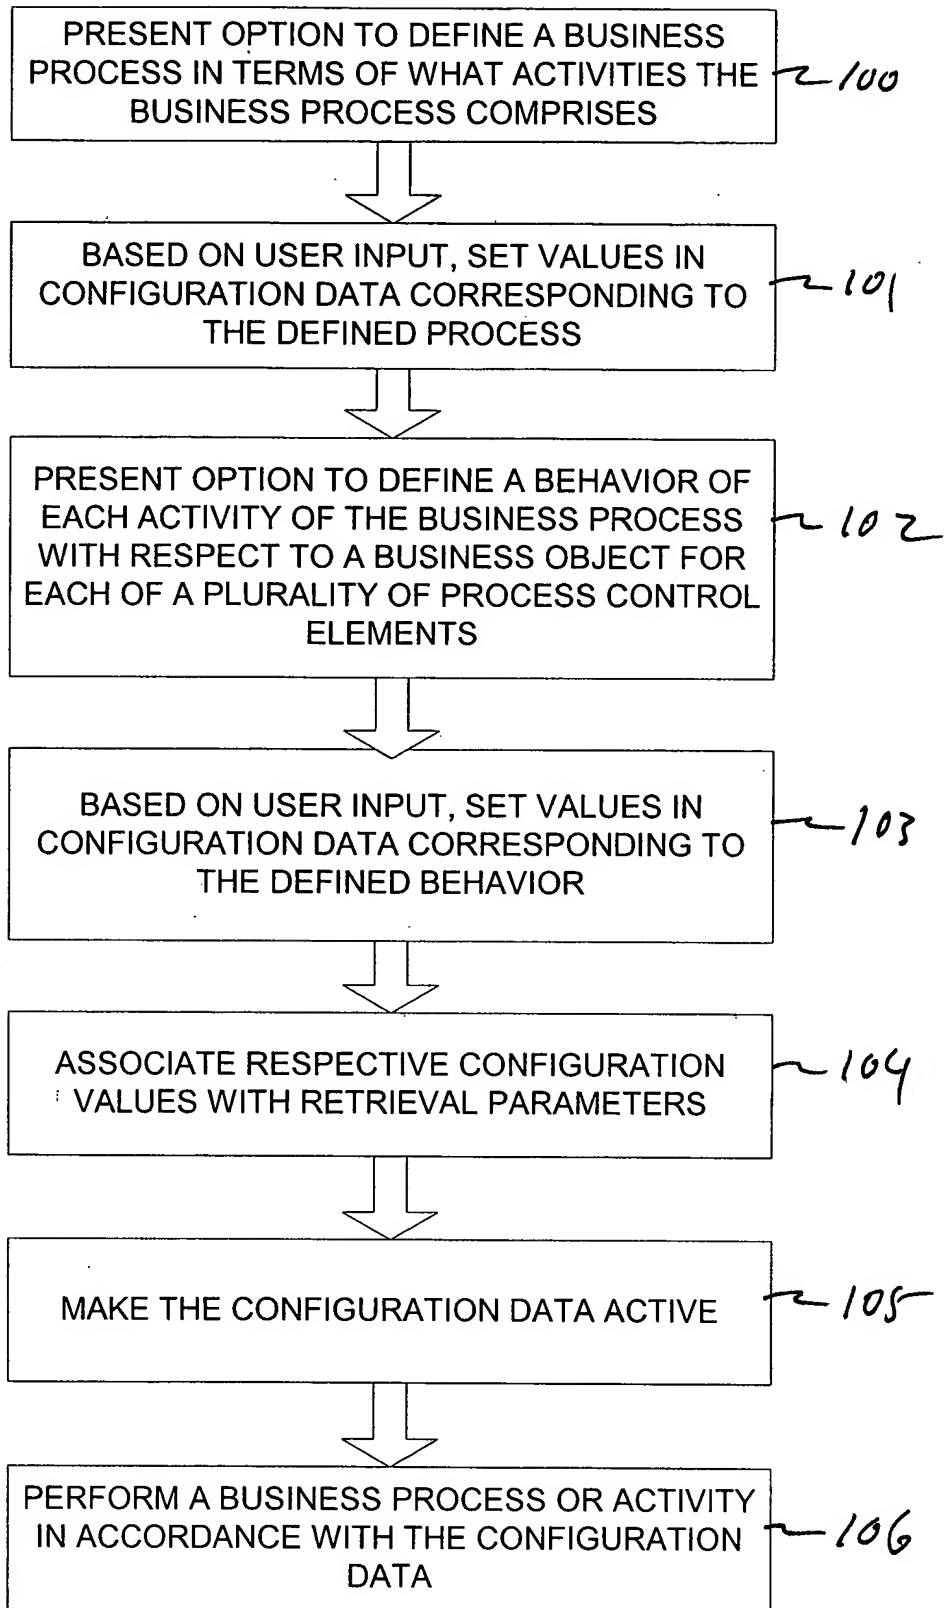 PRESENT OPTION TO DEFINE A BUSINESS
PROCESS IN TERMS OF WHAT ACTIVITIES THE
BUSINESS PROCESS COMPRISES
100
BASED ON USER INPUT, SET VALUES IN
CONFIGURATION DATA CORRESPONDING TO
THE DEFINED PROCESS
101
PRESENT OPTION TO DEFINE A BEHAVIOR OF
EACH ACTIVITY OF THE BUSINESS PROCESS
WITH RESPECT TO A BUSINESS OBJECT FOR
EACH OF A PLURALITY OF PROCESS CONTROL
ELEMENTS
102
BASED ON USER INPUT, SET VALUES IN
CONFIGURATION DATA CORRESPONDING TO
THE DEFINED BEHAVIOR
103
ASSOCIATE RESPECTIVE CONFIGURATION
VALUES WITH RETRIEVAL PARAMETERS
104
MAKE THE CONFIGURATION DATA ACTIVE
105
PERFORM A BUSINESS PROCESS OR ACTIVITY
IN ACCORDANCE WITH THE CONFIGURATION
DATA
106